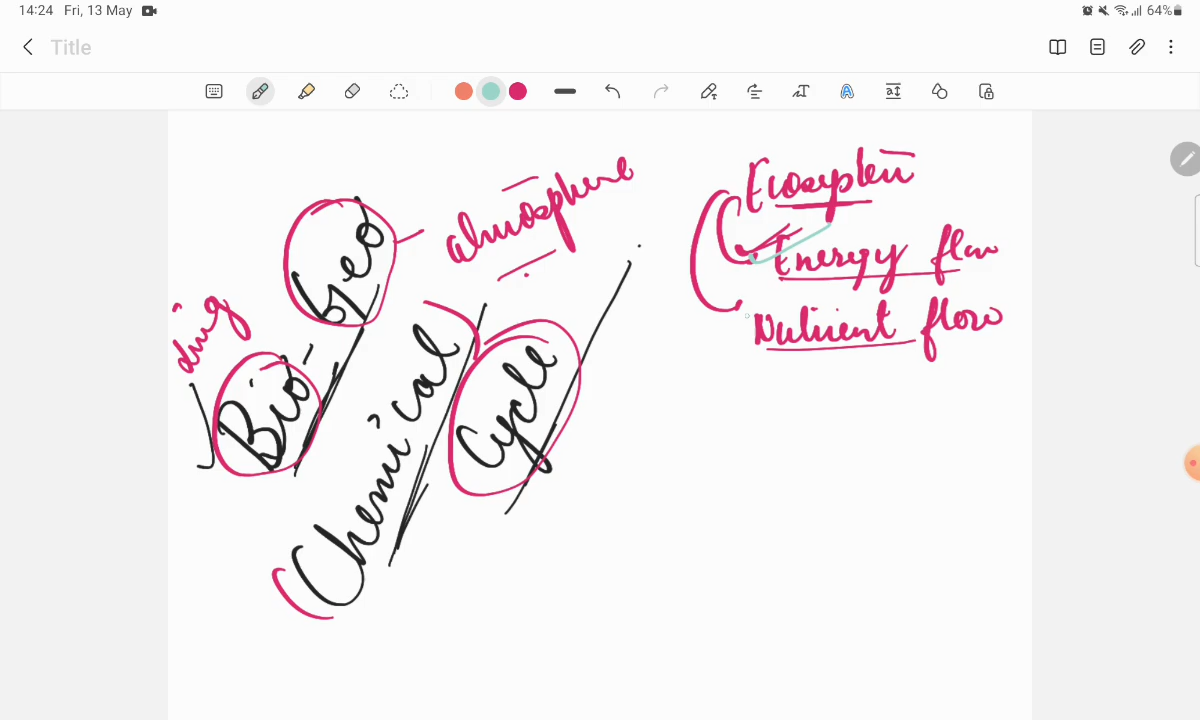 14:24 Fri, 13 May 64%
Title
Ecosystem
Energy flow
Nutrient flow
atmosphere
Geo
Bio-
Chemical
Cycle